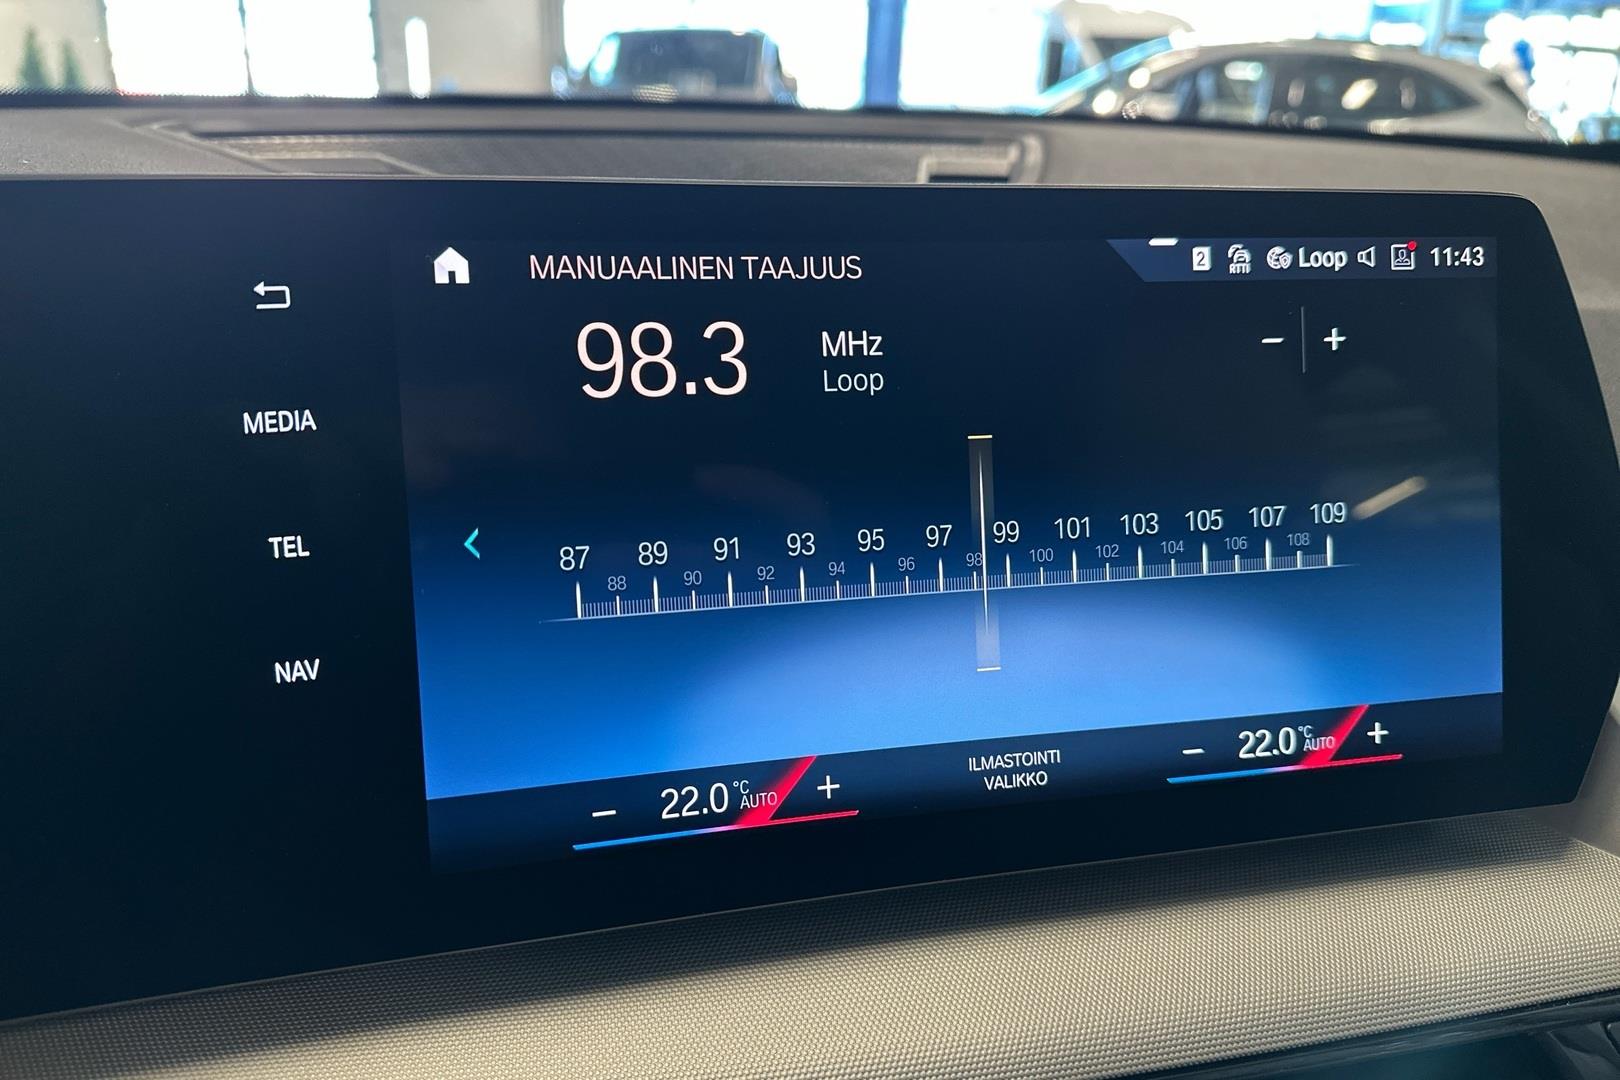 MANUAALINEN TAAJUUS
2 RTTI Loop 11:43
98.3 MHz
Loop
− +
MEDIA
TEL
NAV
87 89 91 93 95 97 99 101 103 105 107 109
88 90 92 94 96 98 100 102 104 106 108
− 22.0 °C AUTO +
ILMASTOINTI
VALIKKO
− 22.0 °C AUTO +